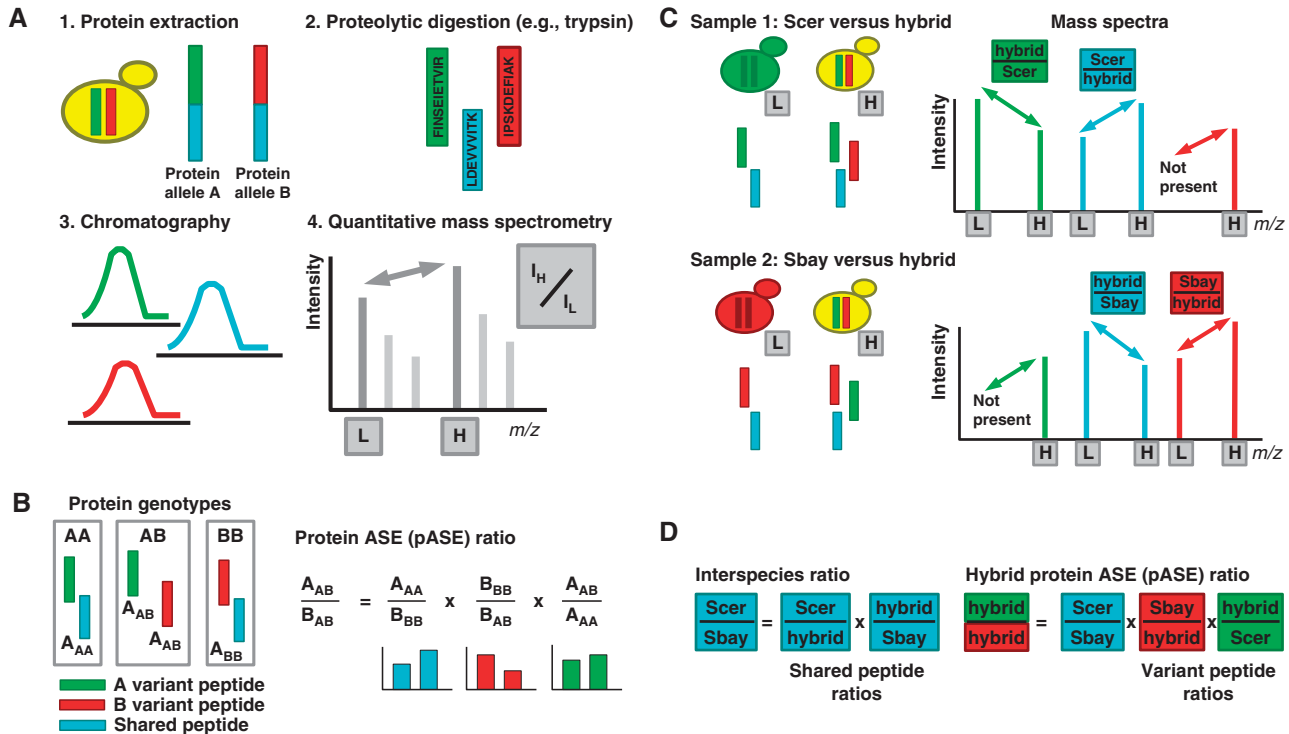 A
1. Protein extraction
Protein
allele A
Protein
allele B
2. Proteolytic digestion (e.g., trypsin)
FINSEIETVIR
LDEVVVITK
IPSKDEFIAK
3. Chromatography
4. Quantitative mass spectrometry
Intensity
I_H / I_L
L
H
m/z
B
Protein genotypes
AA
AB
BB
A_AA
A_AB
A_AB
A_BB
A variant peptide
B variant peptide
Shared peptide
Protein ASE (pASE) ratio
A_AB / B_AB = A_AA / B_BB x B_BB / B_AB x A_AB / A_AA
C
Sample 1: Scer versus hybrid
L
H
Mass spectra
hybrid
Scer
Scer
hybrid
Intensity
Not
present
L
H
L
H
H
m/z
Sample 2: Sbay versus hybrid
L
H
hybrid
Sbay
Sbay
hybrid
Intensity
Not
present
H
L
H
L
H
m/z
D
Interspecies ratio
Scer / Sbay = Scer / hybrid x hybrid / Sbay
Shared peptide
ratios
Hybrid protein ASE (pASE) ratio
hybrid / hybrid = Scer / Sbay x Sbay / hybrid x hybrid / Scer
Variant peptide
ratios